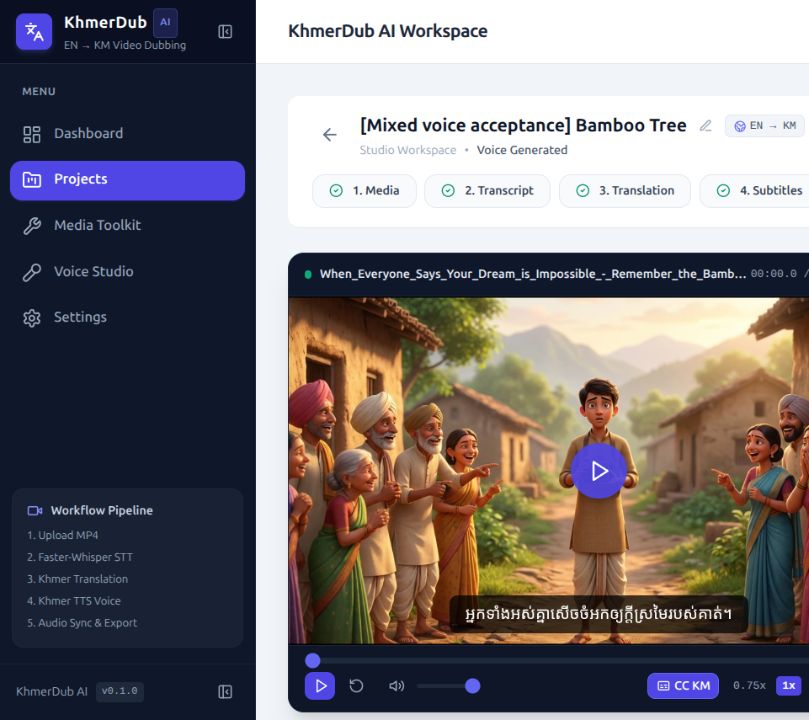 KhmerDub AI
EN → KM Video Dubbing
MENU
Dashboard
Projects
Media Toolkit
Voice Studio
Settings
Workflow Pipeline
1. Upload MP4
2. Faster-Whisper STT
3. Khmer Translation
4. Khmer TTS Voice
5. Audio Sync & Export
KhmerDub AI v0.1.0
KhmerDub AI Workspace
[Mixed voice acceptance] Bamboo Tree EN → KM
Studio Workspace • Voice Generated
1. Media 2. Transcript 3. Translation 4. Subtitles
When_Everyone_Says_Your_Dream_is_Impossible_-_Remember_the_Bamb... 00:00.0 /
អ្នកទាំងអស់គ្នាសើចចំអកឲ្យក្ដីស្រមៃរបស់គាត់។
CC KM 0.75x 1x